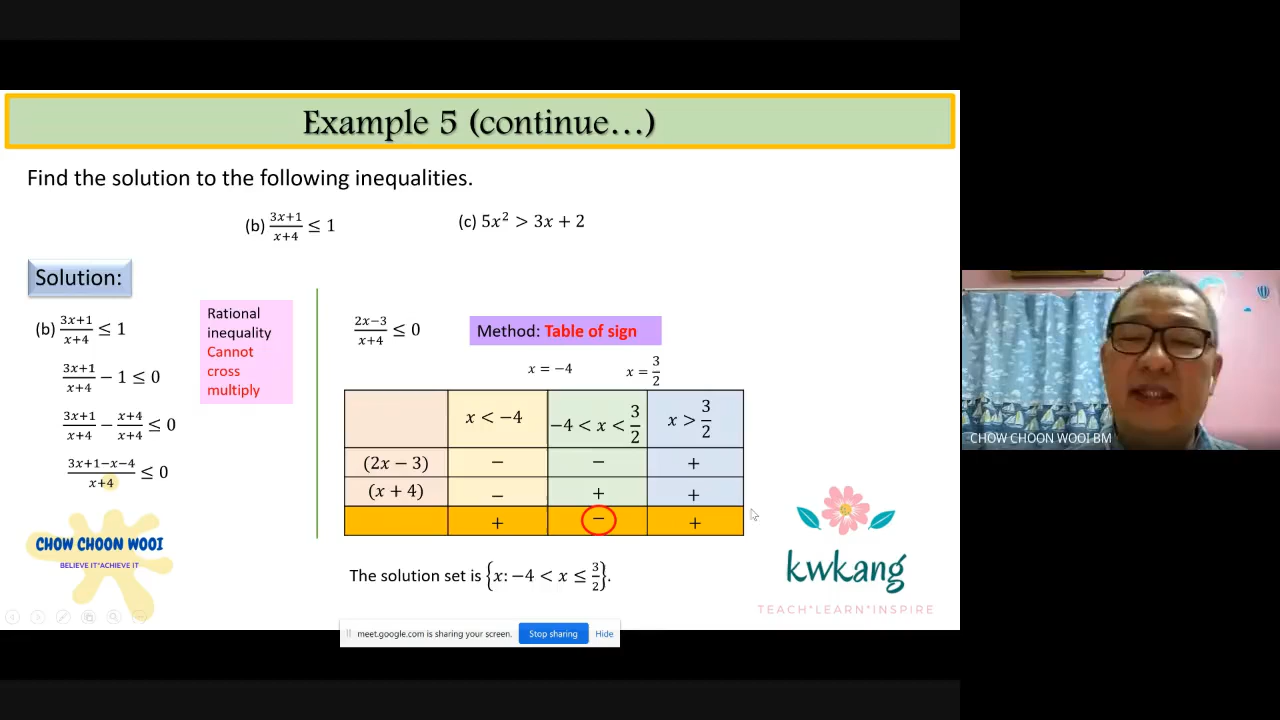 Example 5 (continue...)
Find the solution to the following inequalities.
(b) (3x+1)/(x+4) ≤ 1
(c) 5x² > 3x + 2
Solution:
(b) (3x+1)/(x+4) ≤ 1
(3x+1)/(x+4) − 1 ≤ 0
(3x+1)/(x+4) − (x+4)/(x+4) ≤ 0
(3x+1−x−4)/(x+4) ≤ 0
Rational
inequality
Cannot
cross
multiply
(2x−3)/(x+4) ≤ 0
Method: Table of sign
x = −4
x = 3/2
x < −4
−4 < x < 3/2
x > 3/2
(2x − 3) − − +
(x + 4) − + +
+ − +
The solution set is {x: −4 < x ≤ 3/2}.
CHOW CHOON WOOI
BELIEVE IT*ACHIEVE IT
kwkang
TEACH*LEARN*INSPIRE
meet.google.com is sharing your screen. Stop sharing Hide
CHOW CHOON WOOI BM